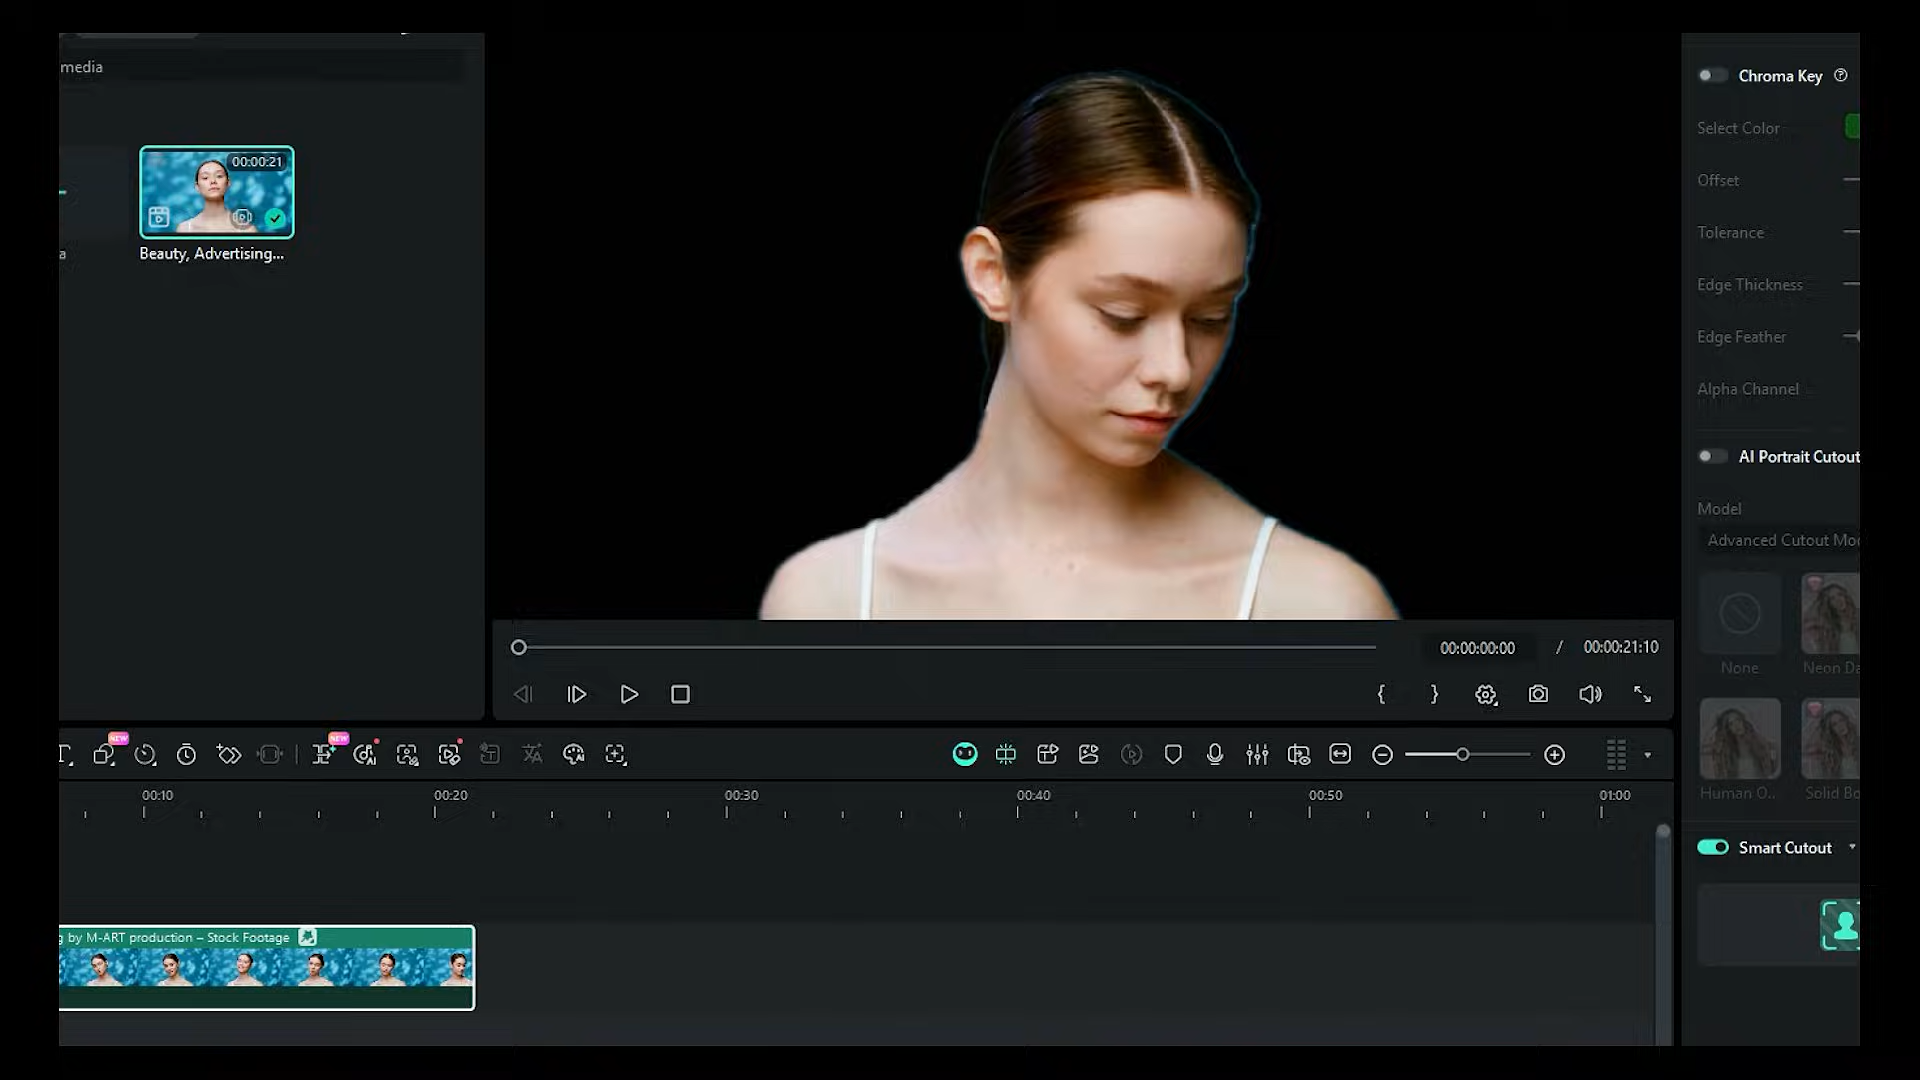 media
00:00:21
Beauty, Advertising...
a
00:00:00:00 / 00:00:21:10
Chroma Key
Select Color
Offset
Tolerance
Edge Thickness
Edge Feather
Alpha Channel
AI Portrait Cutout
Model
Advanced Cutout Mo
None
Neon Da
Human O...
Solid Bo
Smart Cutout
NEW
NEW
00:10
00:20
00:30
00:40
00:50
01:00
g by M-ART production – Stock Footage